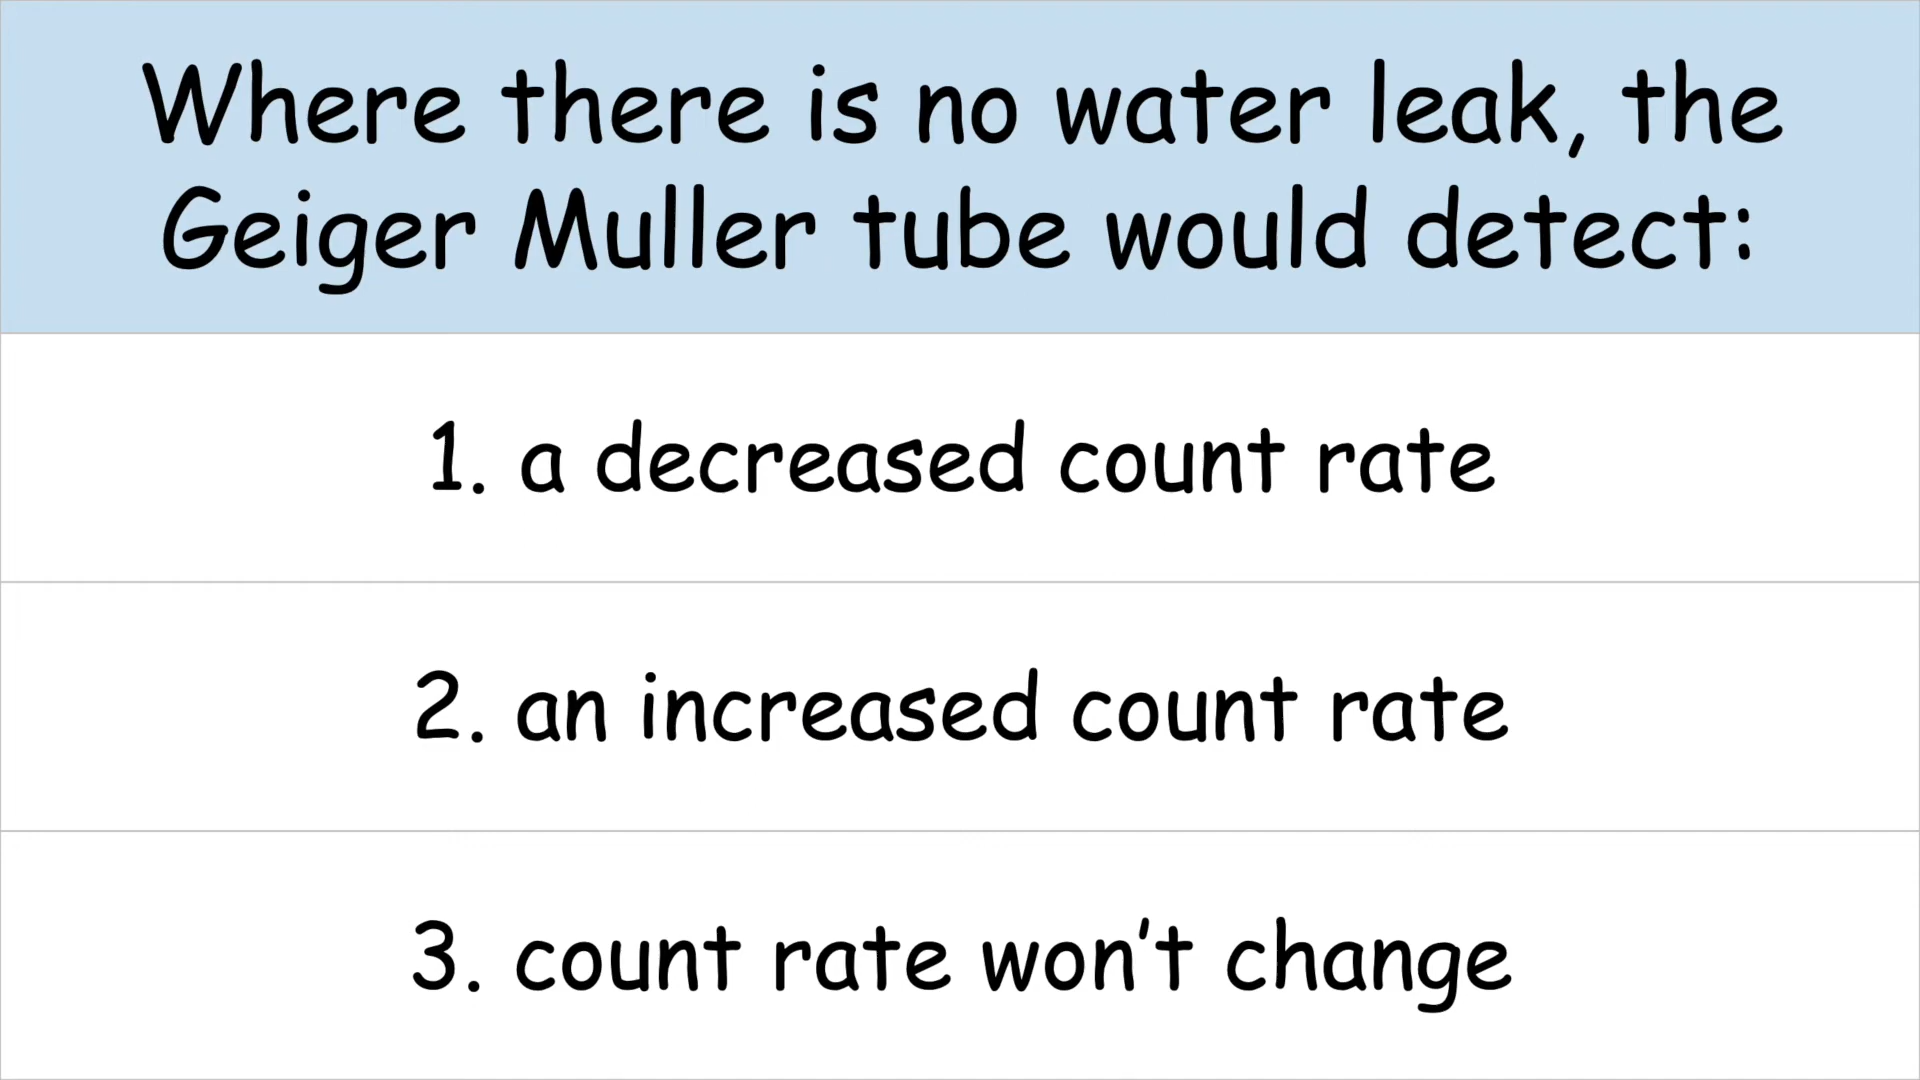 Where there is no water leak, the
Geiger Muller tube would detect:
1. a decreased count rate
2. an increased count rate
3. count rate won't change